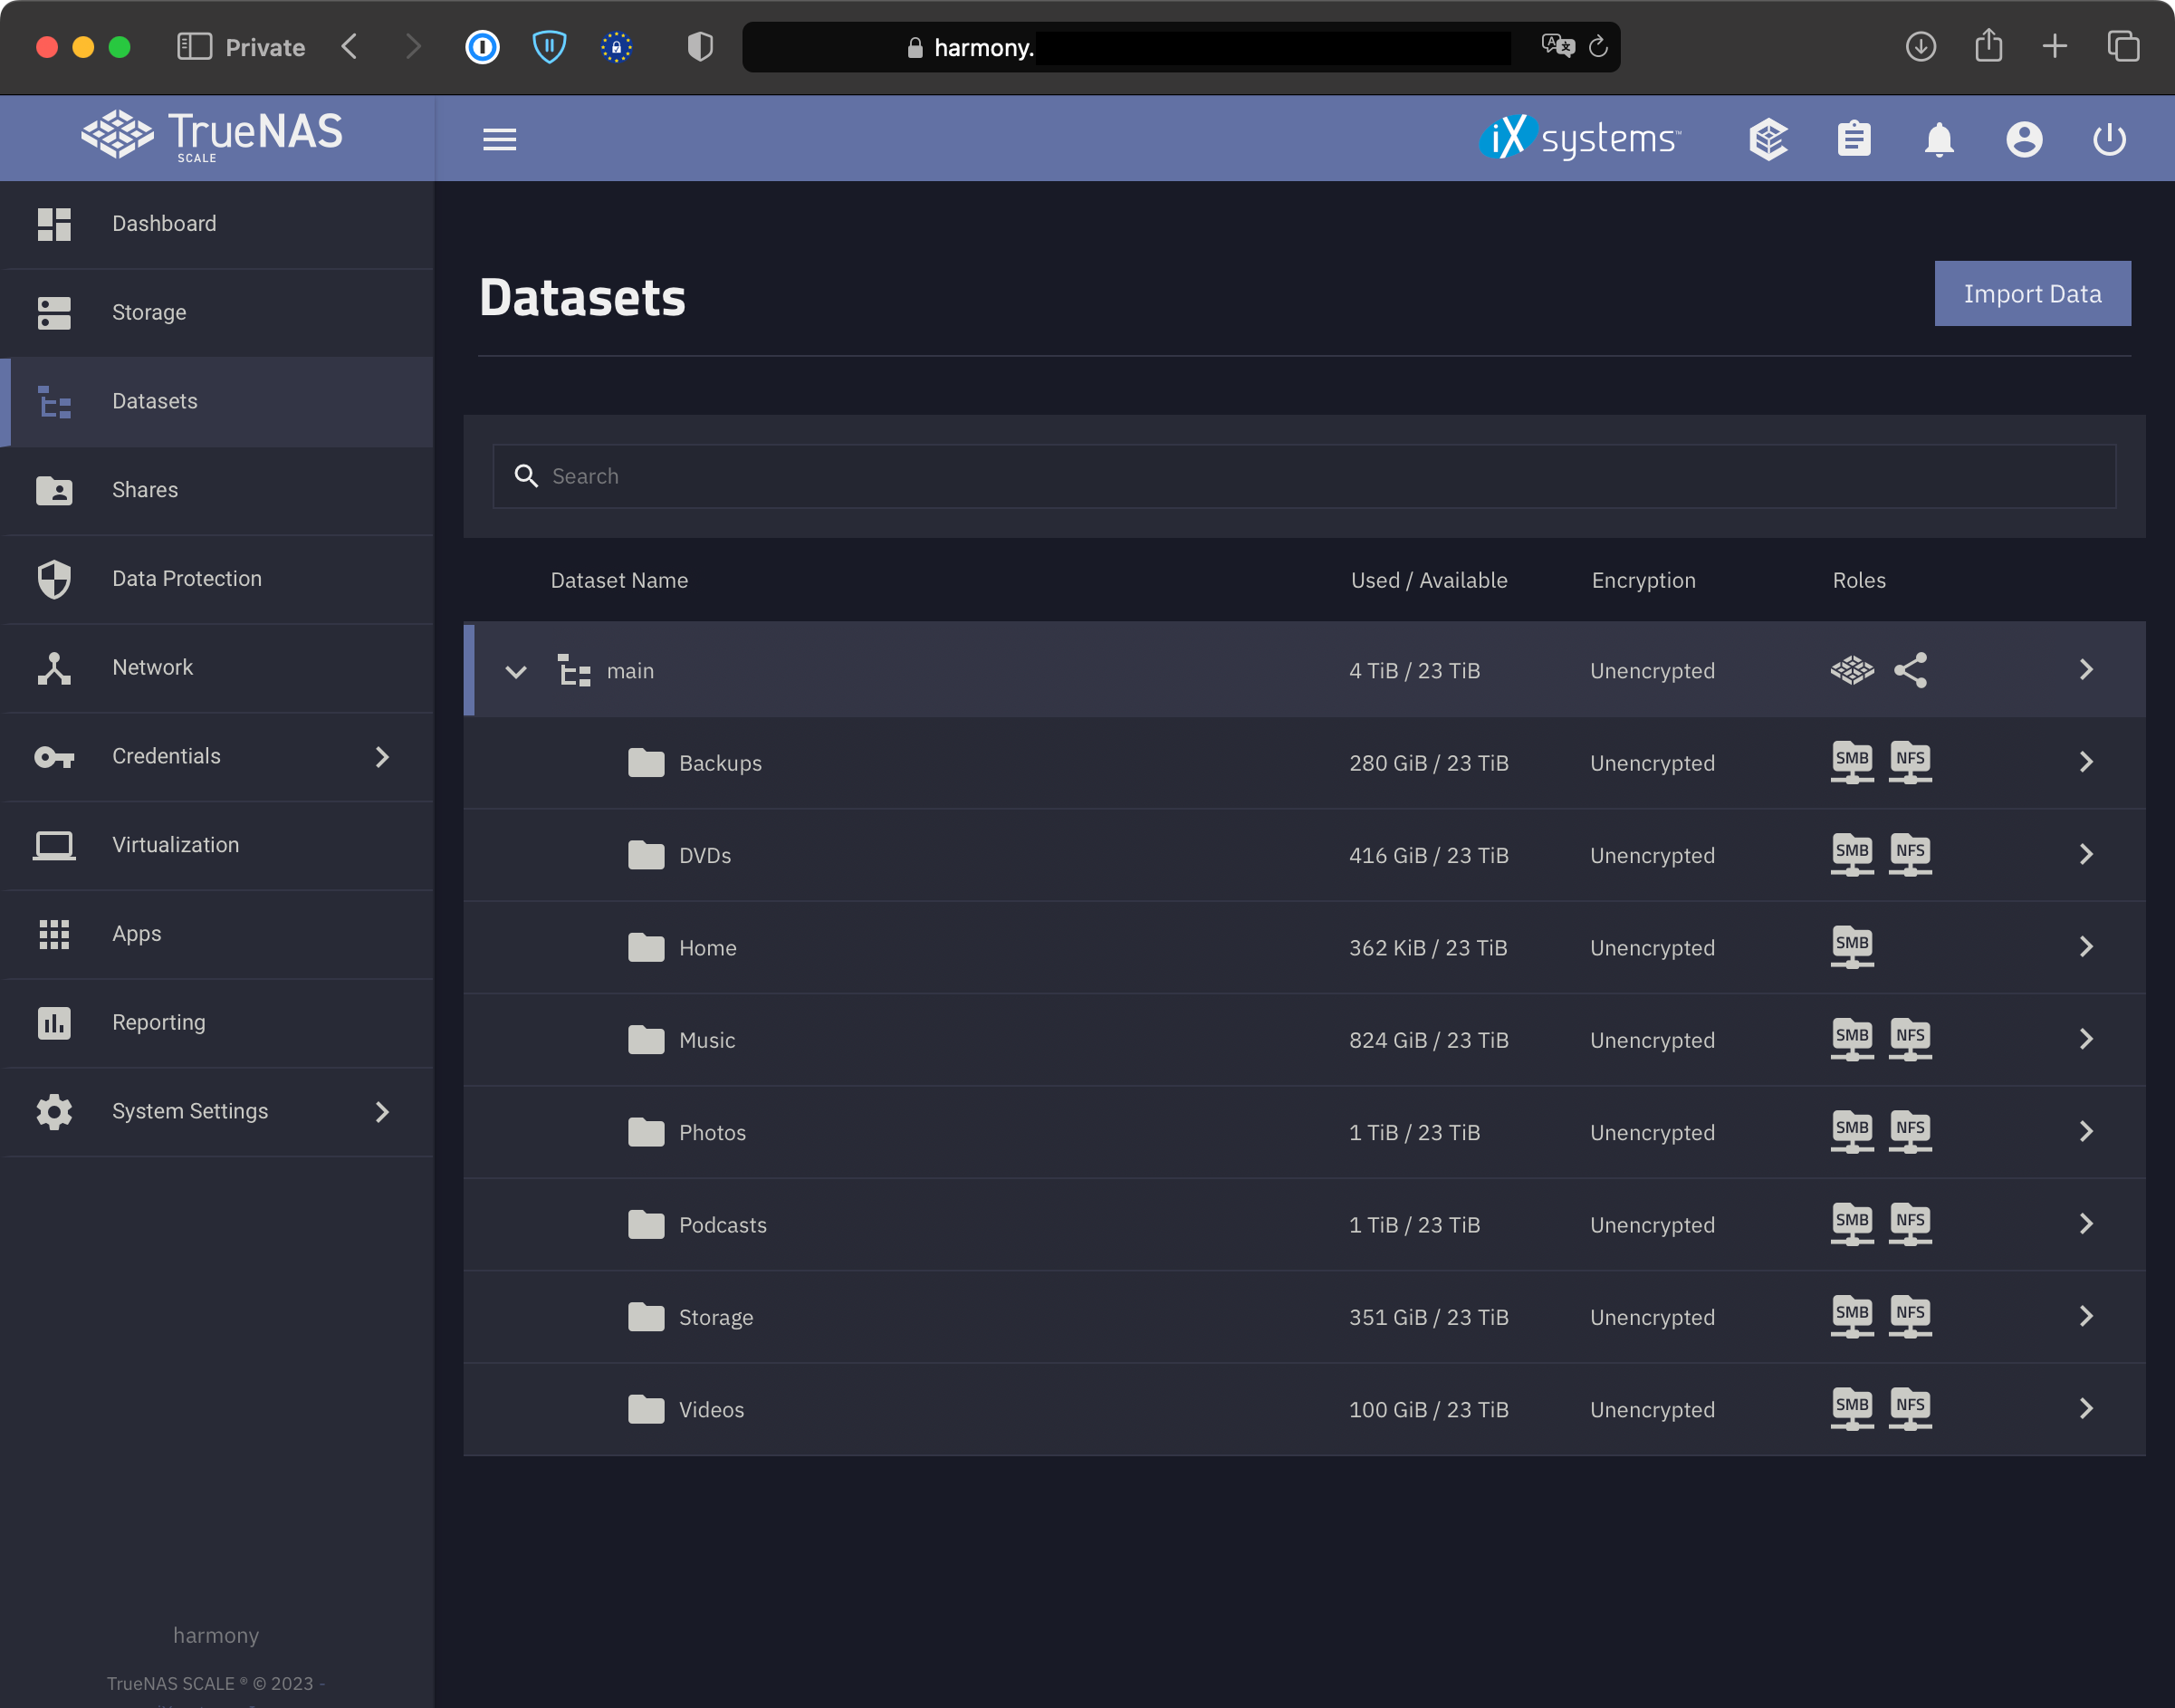 Private
harmony.
TrueNAS
SCALE
iXsystems™
Dashboard
Storage
Datasets
Shares
Data Protection
Network
Credentials
Virtualization
Apps
Reporting
System Settings
harmony
TrueNAS SCALE ® © 2023 -
Datasets
Import Data
Search
Dataset Name Used / Available Encryption Roles
main 4 TiB / 23 TiB Unencrypted
Backups 280 GiB / 23 TiB Unencrypted SMB NFS
DVDs 416 GiB / 23 TiB Unencrypted SMB NFS
Home 362 KiB / 23 TiB Unencrypted SMB
Music 824 GiB / 23 TiB Unencrypted SMB NFS
Photos 1 TiB / 23 TiB Unencrypted SMB NFS
Podcasts 1 TiB / 23 TiB Unencrypted SMB NFS
Storage 351 GiB / 23 TiB Unencrypted SMB NFS
Videos 100 GiB / 23 TiB Unencrypted SMB NFS